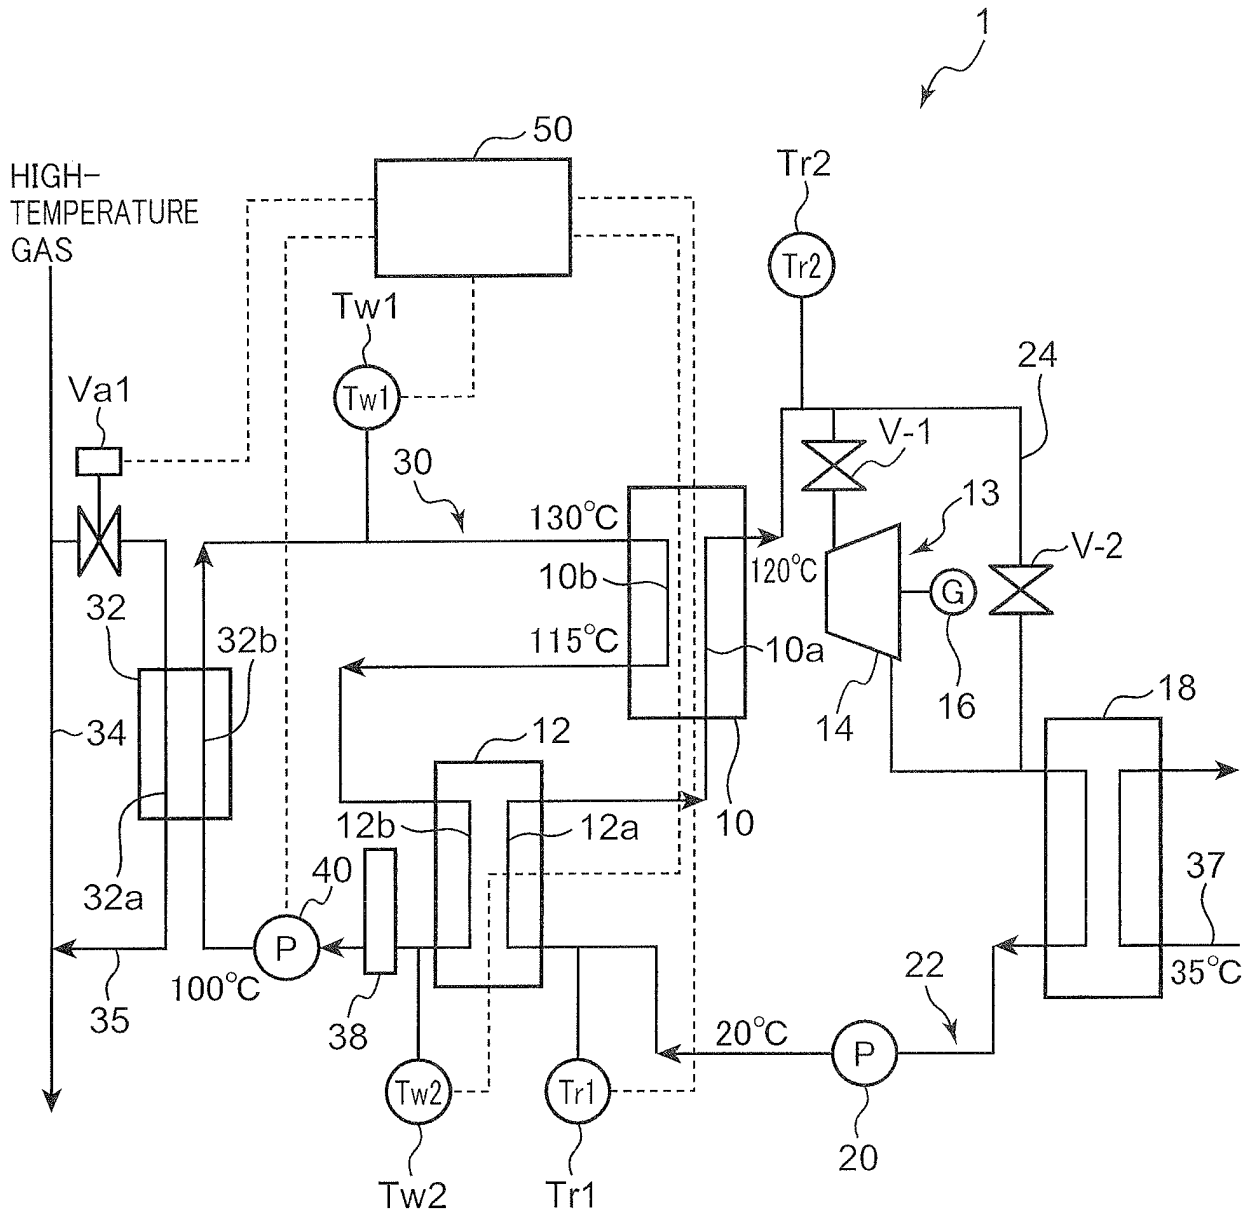 1
50
HIGH-
TEMPERATURE
GAS
Tr2
Tr2
Tw1
Tw1
24
Va1
V-1
30
13
130°C
V-2
120°C
10b
G
32
32b
115°C
10a
16
18
34
14
12
10
12b
12a
40
37
32a
P
22
35°C
100°C
35
38
20°C
P
Tw2
Tr1
20
Tw2
Tr1